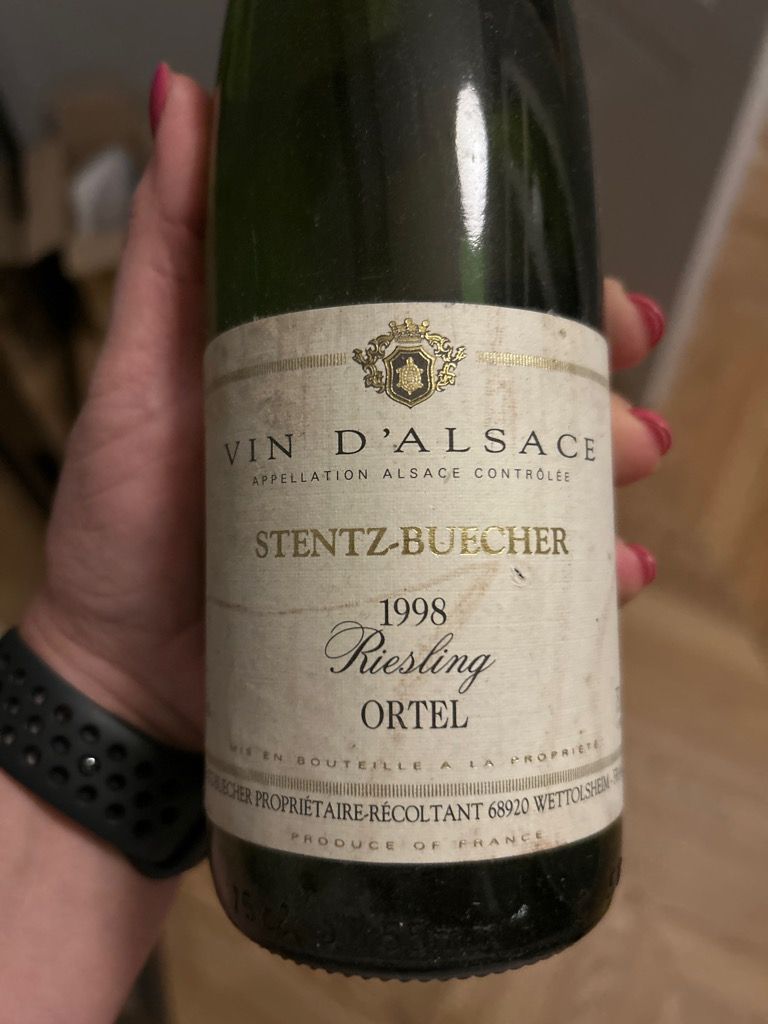 VIN D'ALSACE
APPELLATION ALSACE CONTRÔLÉE
STENTZ-BUECHER
1998
Riesling
ORTEL
MIS EN BOUTEILLE A LA PROPRIÉTÉ
BUECHER PROPRIÉTAIRE-RÉCOLTANT 68920 WETTOLSHEIM -
PRODUCE OF FRANCE